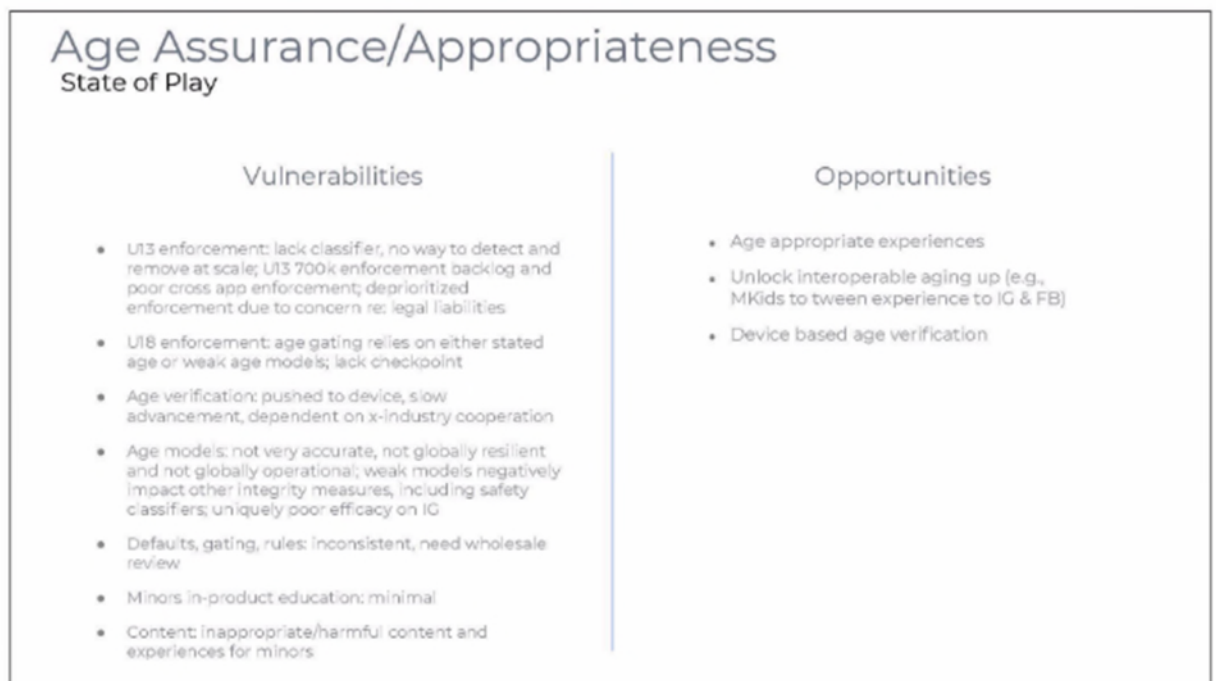 Age Assurance/Appropriateness
State of Play
Vulnerabilities
• U13 enforcement: lack classifier, no way to detect and
remove at scale; U13 700k enforcement backlog and
poor cross app enforcement; deprioritized
enforcement due to concern re: legal liabilities
• U18 enforcement: age gating relies on either stated
age or weak age models; lack checkpoint
• Age verification: pushed to device, slow
advancement, dependent on x-industry cooperation
• Age models: not very accurate, not globally resilient
and not globally operational; weak models negatively
impact other integrity measures, including safety
classifiers; uniquely poor efficacy on IG
• Defaults, gating, rules: inconsistent, need wholesale
review
• Minors in-product education: minimal
• Content: inappropriate/harmful content and
experiences for minors
Opportunities
• Age appropriate experiences
• Unlock interoperable aging up (e.g.,
MKids to tween experience to IG & FB)
• Device based age verification